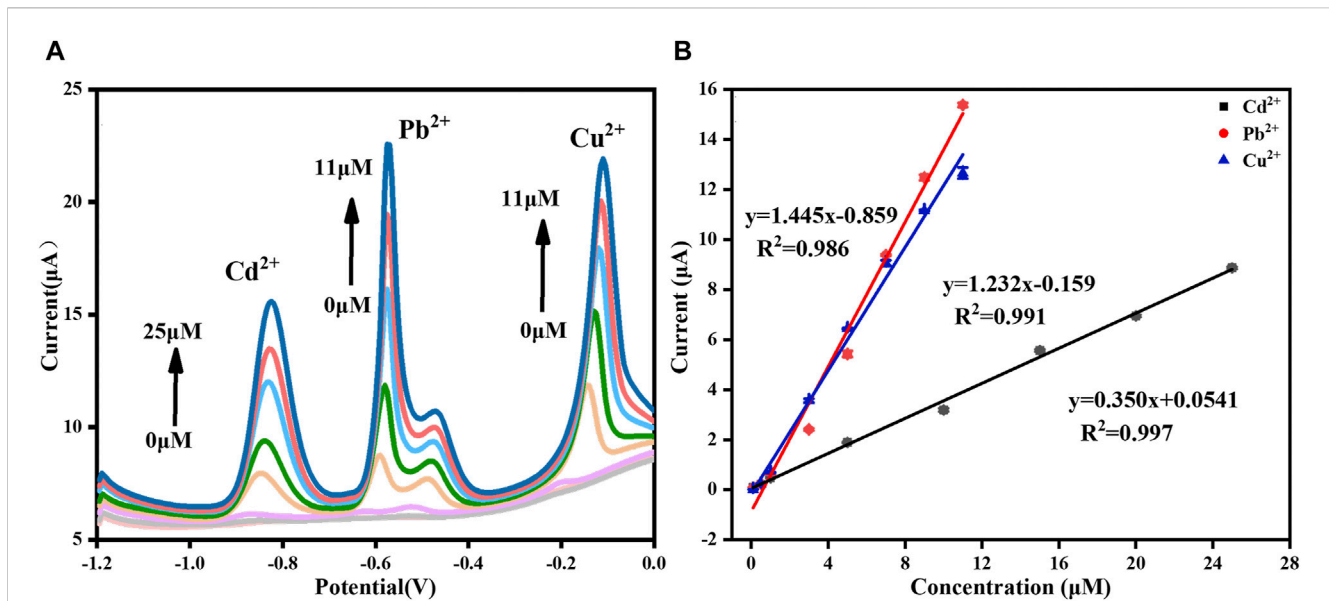 A
B
25
20
15
10
5
Current(μA）
-1.2
-1.0
-0.8
-0.6
-0.4
-0.2
0.0
Potential(V)
Cd²⁺
25μM
0μM
Pb²⁺
11μM
0μM
Cu²⁺
11μM
0μM
16
14
12
10
8
6
4
2
0
-2
Current (μA)
0
4
8
12
16
20
24
28
Concentration (μM)
Cd²⁺
Pb²⁺
Cu²⁺
y=1.445x-0.859
R²=0.986
y=1.232x-0.159
R²=0.991
y=0.350x+0.0541
R²=0.997